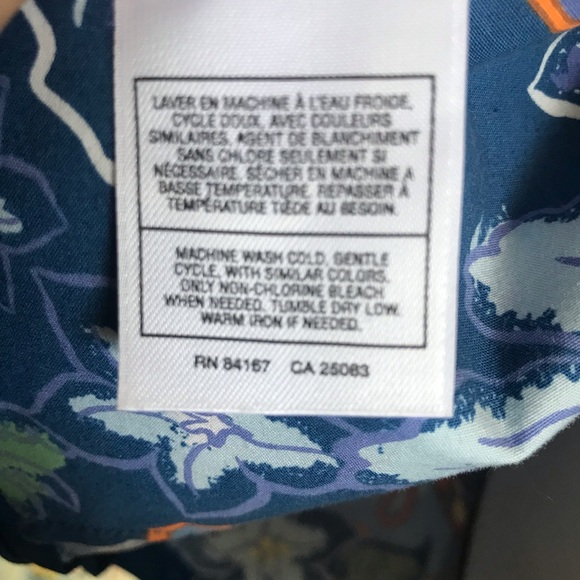 LAVER EN MACHINE À L'EAU FROIDE,
CYCLE DOUX, AVEC COULEURS
SIMILAIRES. AGENT DE BLANCHIMENT
SANS CHLORE SEULEMENT SI
NÉCESSAIRE. SÉCHER EN MACHINE À
BASSE TEMPÉRATURE. REPASSER À
TEMPÉRATURE TIÈDE AU BESOIN.
MACHINE WASH COLD, GENTLE
CYCLE, WITH SIMILAR COLORS.
ONLY NON-CHLORINE BLEACH
WHEN NEEDED. TUMBLE DRY LOW.
WARM IRON IF NEEDED.
RN 84167 CA 25083